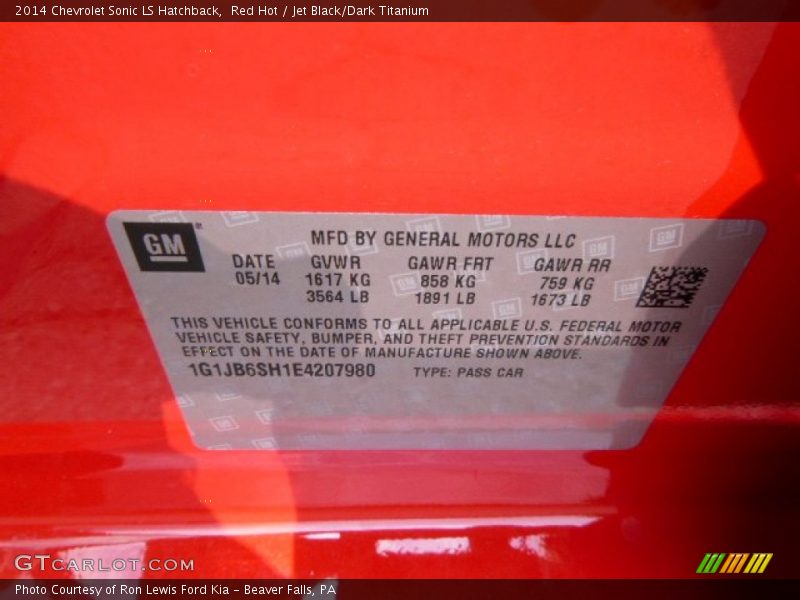 2014 Chevrolet Sonic LS Hatchback,  Red Hot / Jet Black/Dark Titanium
GM
MFD BY GENERAL MOTORS LLC
DATE GVWR GAWR FRT GAWR RR
05/14 1617 KG 858 KG 759 KG
3564 LB 1891 LB 1673 LB
THIS VEHICLE CONFORMS TO ALL APPLICABLE U.S. FEDERAL MOTOR
VEHICLE SAFETY, BUMPER, AND THEFT PREVENTION STANDARDS IN
EFFECT ON THE DATE OF MANUFACTURE SHOWN ABOVE.
1G1JB6SH1E4207980 TYPE: PASS CAR
GTCARLOT.COM
Photo Courtesy of Ron Lewis Ford Kia - Beaver Falls, PA